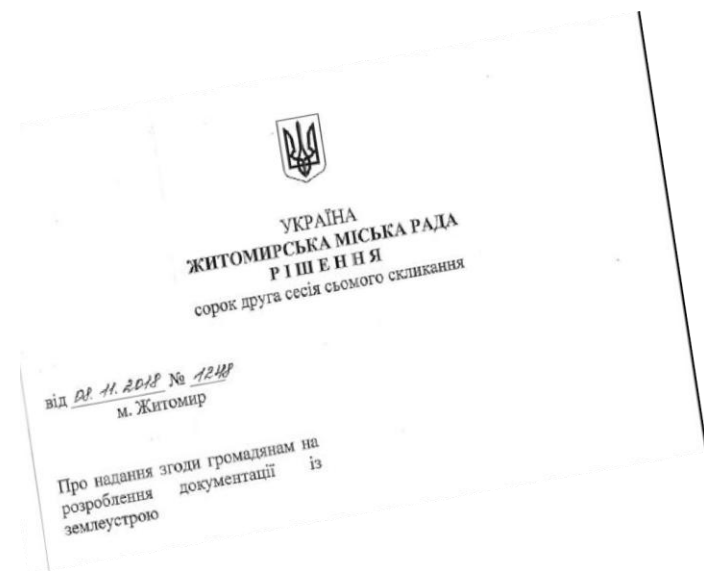 УКРАЇНА
ЖИТОМИРСЬКА МІСЬКА РАДА
Р І Ш Е Н Н Я
сорок друга сесія сьомого скликання
від 08. 11. 2018 № 1248
м. Житомир
Про надання згоди громадянам на
розроблення документації із
землеустрою